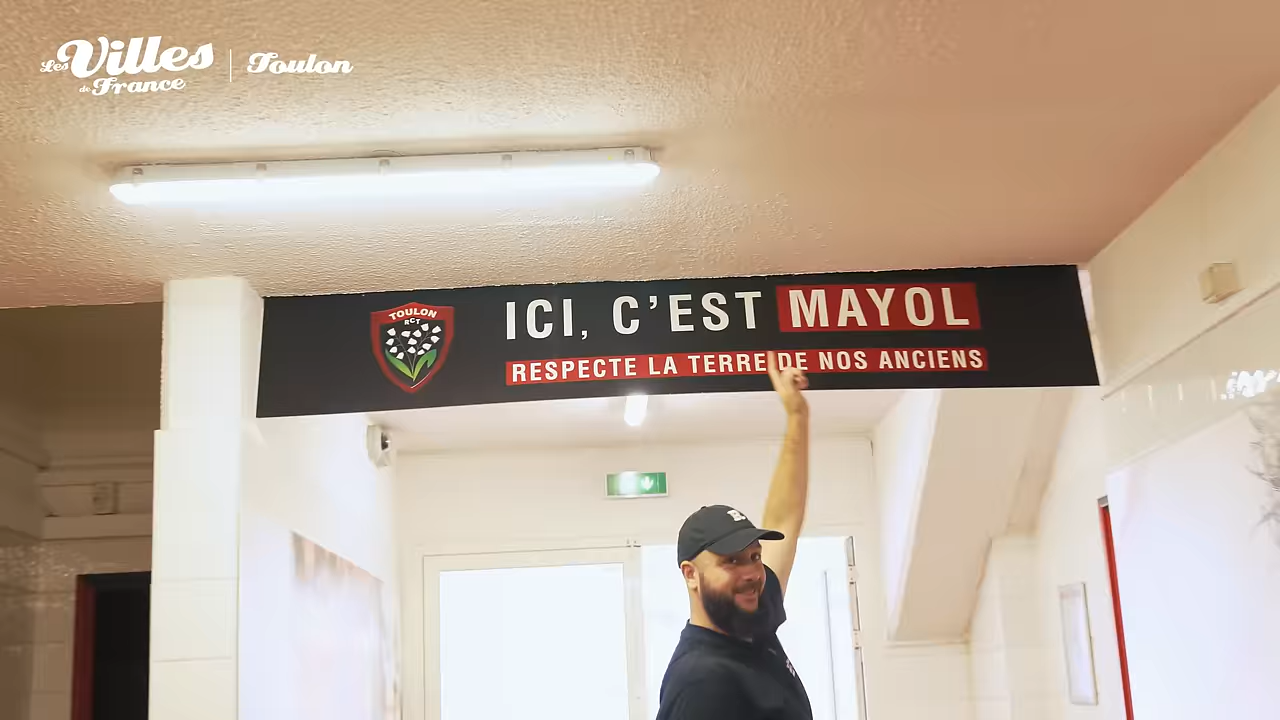 Les Villes de France | Toulon
ICI, C'EST MAYOL
TOULON
RCT
RESPECTE LA TERRE DE NOS ANCIENS